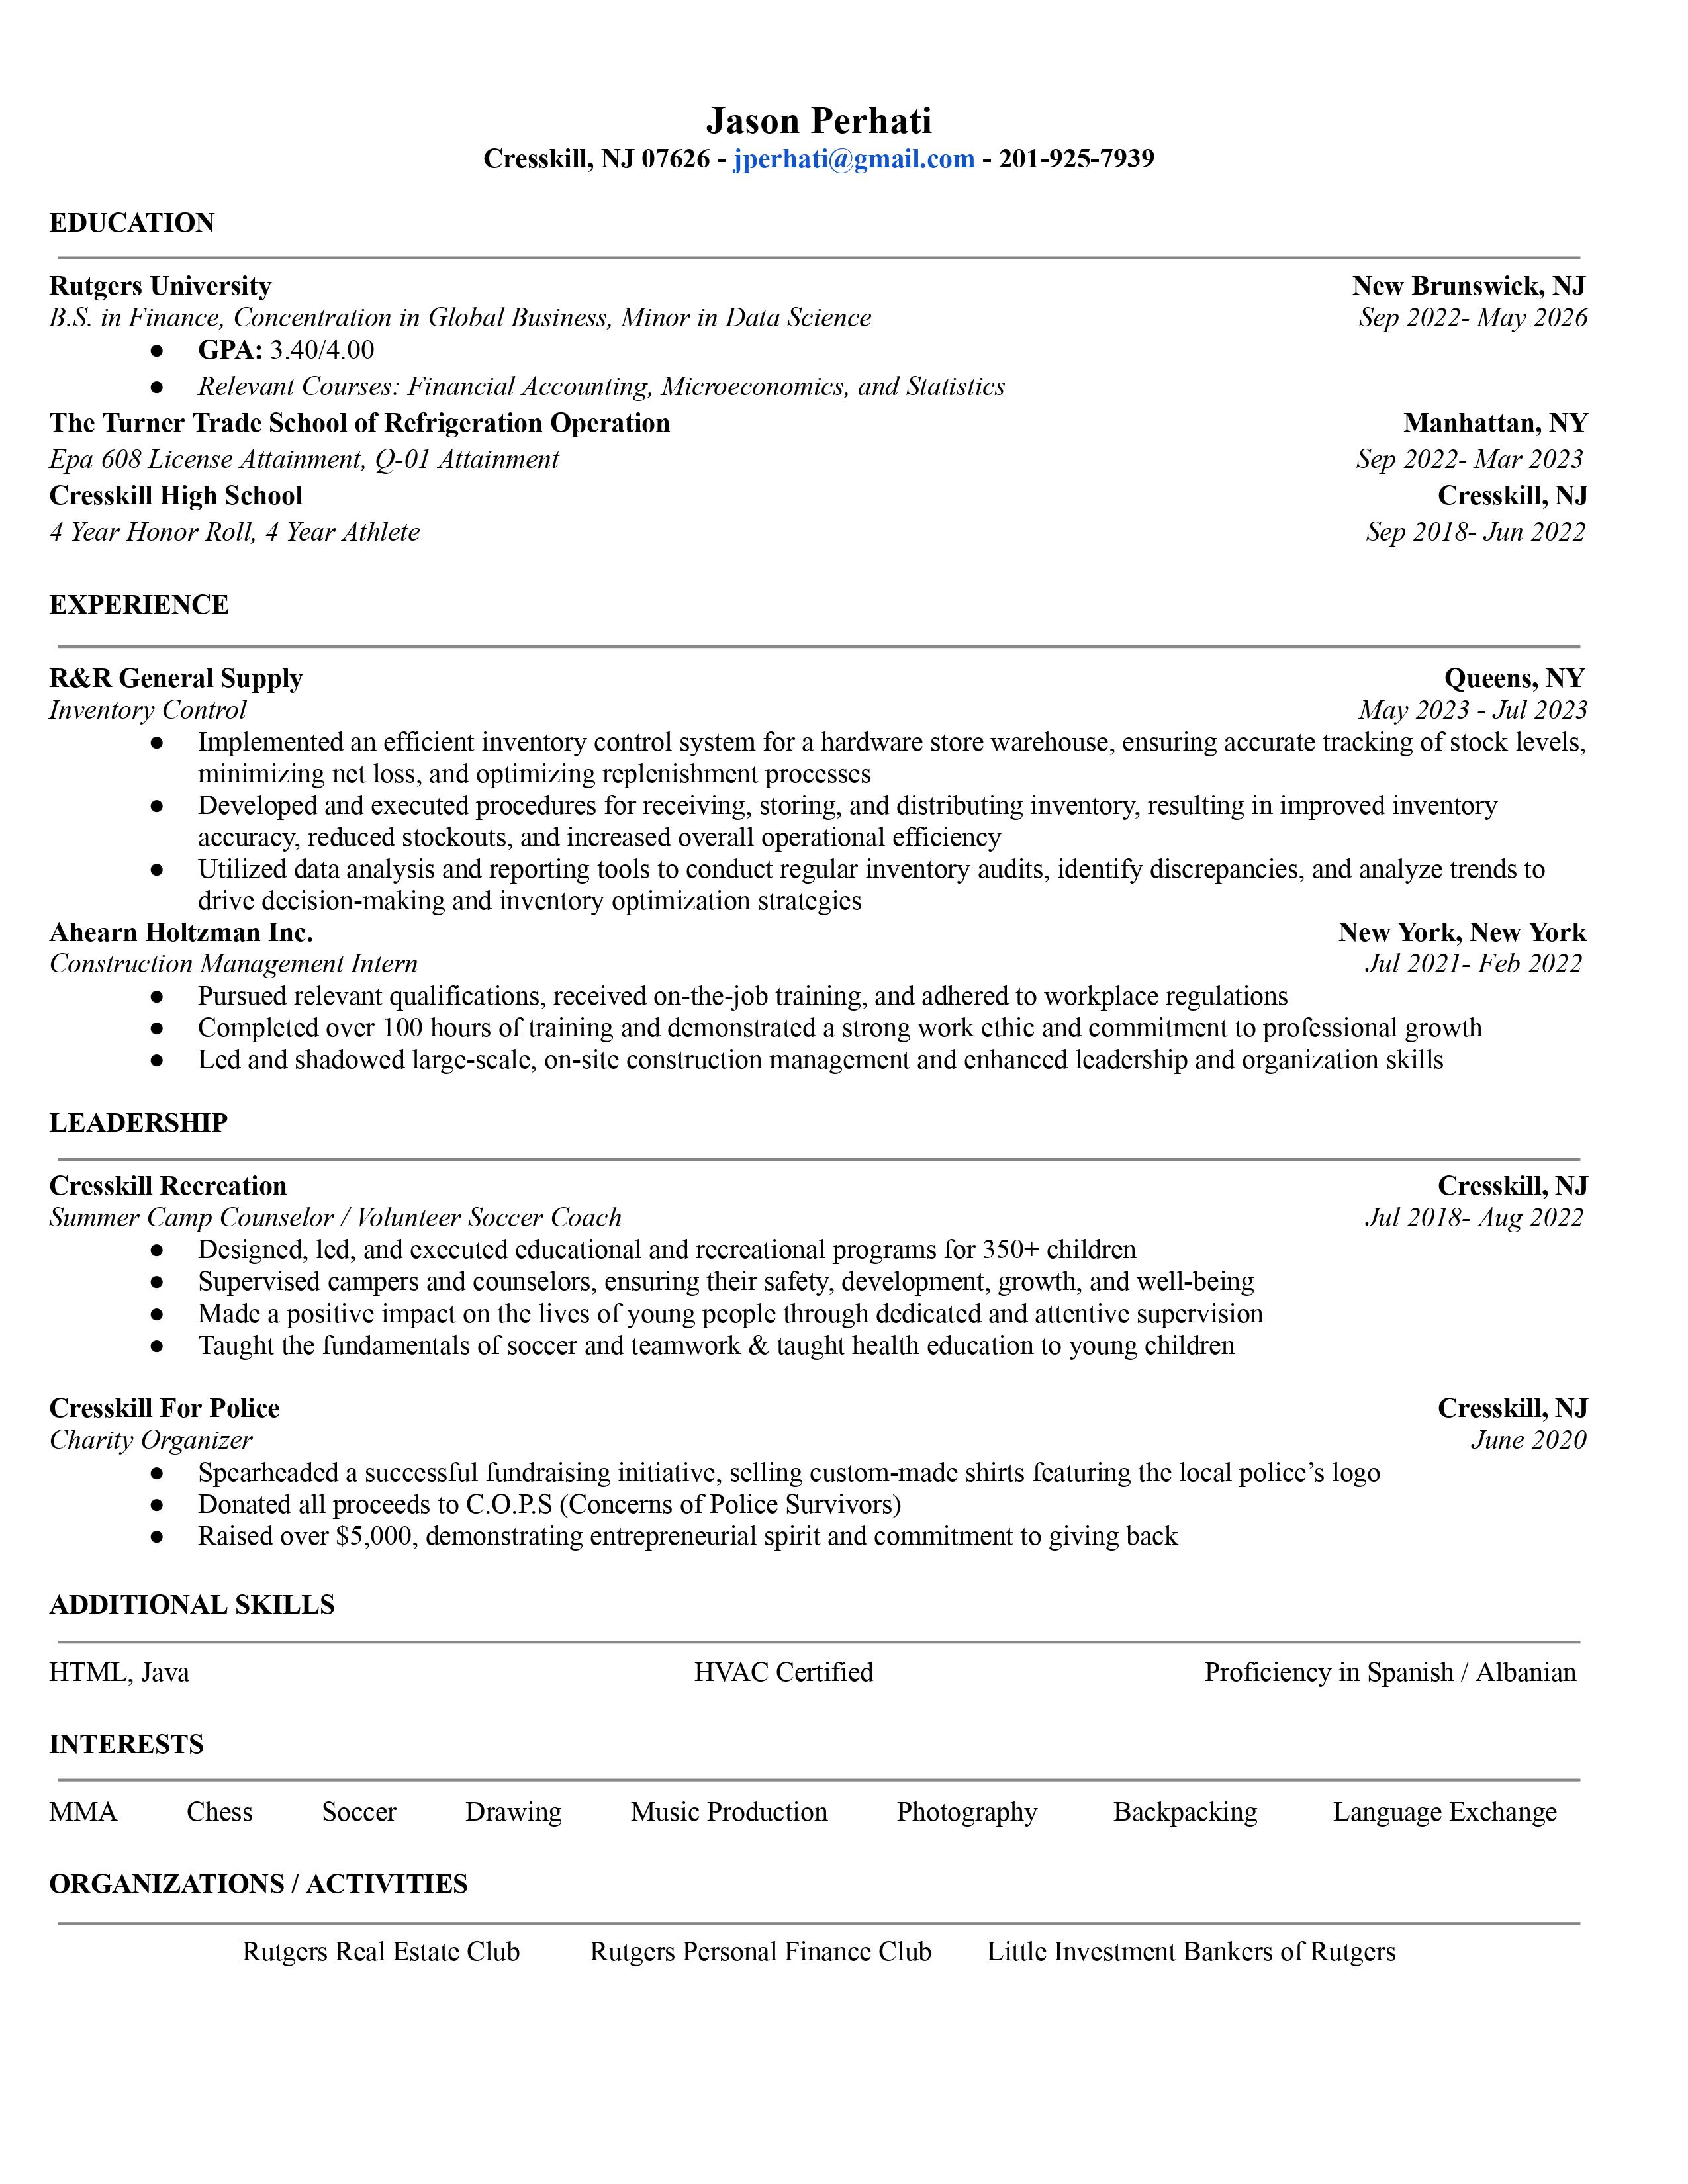 Jason Perhati
Cresskill, NJ 07626 - jperhati@gmail.com - 201-925-7939
EDUCATION
Rutgers University New Brunswick, NJ
B.S. in Finance, Concentration in Global Business, Minor in Data Science Sep 2022- May 2026
● GPA: 3.40/4.00
● Relevant Courses: Financial Accounting, Microeconomics, and Statistics
The Turner Trade School of Refrigeration Operation Manhattan, NY
Epa 608 License Attainment, Q-01 Attainment Sep 2022- Mar 2023
Cresskill High School Cresskill, NJ
4 Year Honor Roll, 4 Year Athlete Sep 2018- Jun 2022
EXPERIENCE
R&R General Supply Queens, NY
Inventory Control May 2023 - Jul 2023
● Implemented an efficient inventory control system for a hardware store warehouse, ensuring accurate tracking of stock levels,
minimizing net loss, and optimizing replenishment processes
● Developed and executed procedures for receiving, storing, and distributing inventory, resulting in improved inventory
accuracy, reduced stockouts, and increased overall operational efficiency
● Utilized data analysis and reporting tools to conduct regular inventory audits, identify discrepancies, and analyze trends to
drive decision-making and inventory optimization strategies
Ahearn Holtzman Inc. New York, New York
Construction Management Intern Jul 2021- Feb 2022
● Pursued relevant qualifications, received on-the-job training, and adhered to workplace regulations
● Completed over 100 hours of training and demonstrated a strong work ethic and commitment to professional growth
● Led and shadowed large-scale, on-site construction management and enhanced leadership and organization skills
LEADERSHIP
Cresskill Recreation Cresskill, NJ
Summer Camp Counselor / Volunteer Soccer Coach Jul 2018- Aug 2022
● Designed, led, and executed educational and recreational programs for 350+ children
● Supervised campers and counselors, ensuring their safety, development, growth, and well-being
● Made a positive impact on the lives of young people through dedicated and attentive supervision
● Taught the fundamentals of soccer and teamwork & taught health education to young children
Cresskill For Police Cresskill, NJ
Charity Organizer June 2020
● Spearheaded a successful fundraising initiative, selling custom-made shirts featuring the local police’s logo
● Donated all proceeds to C.O.P.S (Concerns of Police Survivors)
● Raised over $5,000, demonstrating entrepreneurial spirit and commitment to giving back
ADDITIONAL SKILLS
HTML, Java HVAC Certified Proficiency in Spanish / Albanian
INTERESTS
MMA Chess Soccer Drawing Music Production Photography Backpacking Language Exchange
ORGANIZATIONS / ACTIVITIES
Rutgers Real Estate Club Rutgers Personal Finance Club Little Investment Bankers of Rutgers